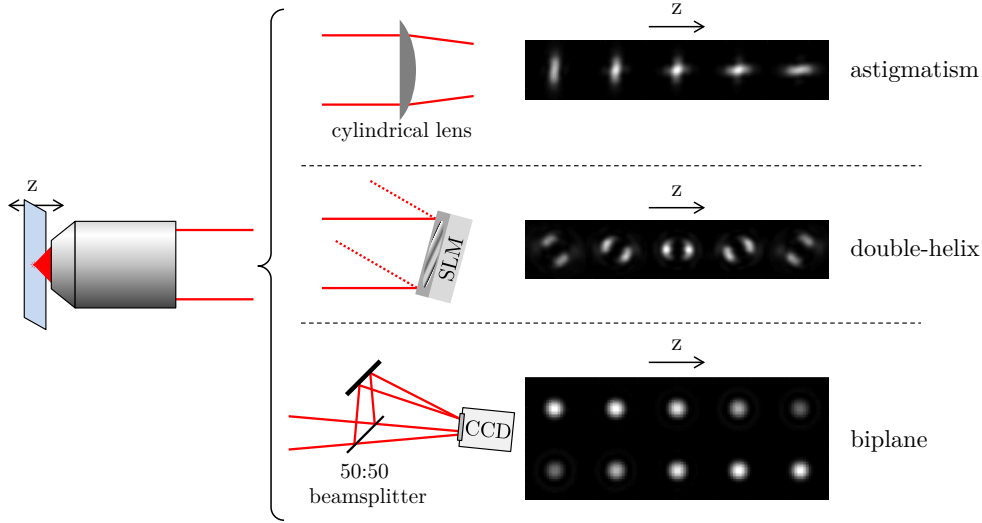 z
z
astigmatism
cylindrical lens
z
SLM
double-helix
z
CCD
biplane
50:50
beamsplitter